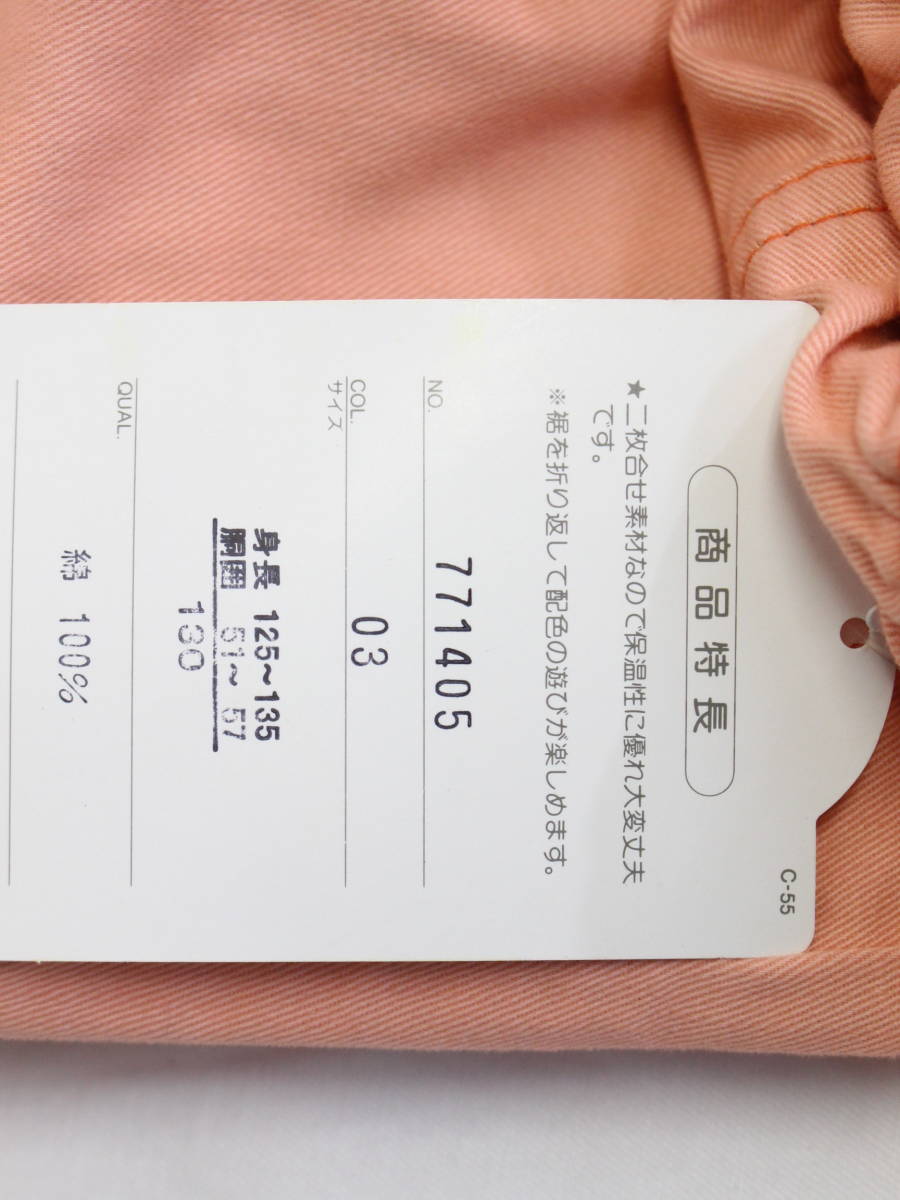 C-55
商品特長
★二枚合せ素材なので保温性に優れ大変丈夫
です。
※裾を折り返して配色の遊びが楽しめます。
NO. 771405
COL. 03
サイズ
身長 125〜135
胴囲 51〜57
130
QUAL.
綿 100%